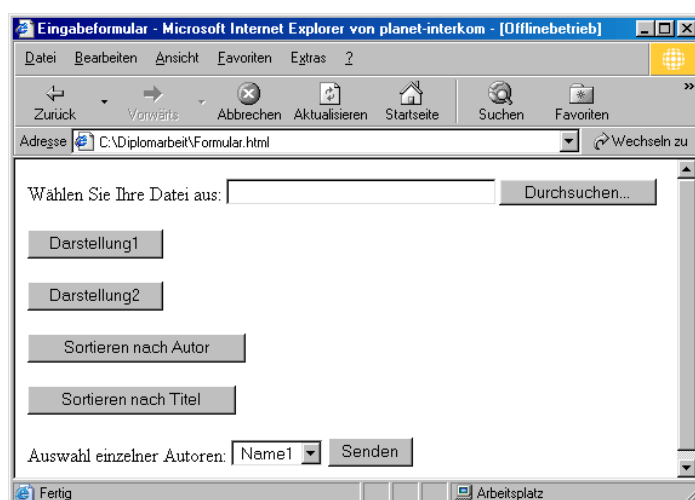 Eingabeformular - Microsoft Internet Explorer von planet-interkom - [Offlinebetrieb]
Datei Bearbeiten Ansicht Favoriten Extras ?
Zurück Vorwärts Abbrechen Aktualisieren Startseite Suchen Favoriten »
Adresse C:\Diplomarbeit\Formular.html Wechseln zu
Wählen Sie Ihre Datei aus: Durchsuchen...
Darstellung1
Darstellung2
Sortieren nach Autor
Sortieren nach Titel
Auswahl einzelner Autoren: Name1 Senden
Fertig Arbeitsplatz